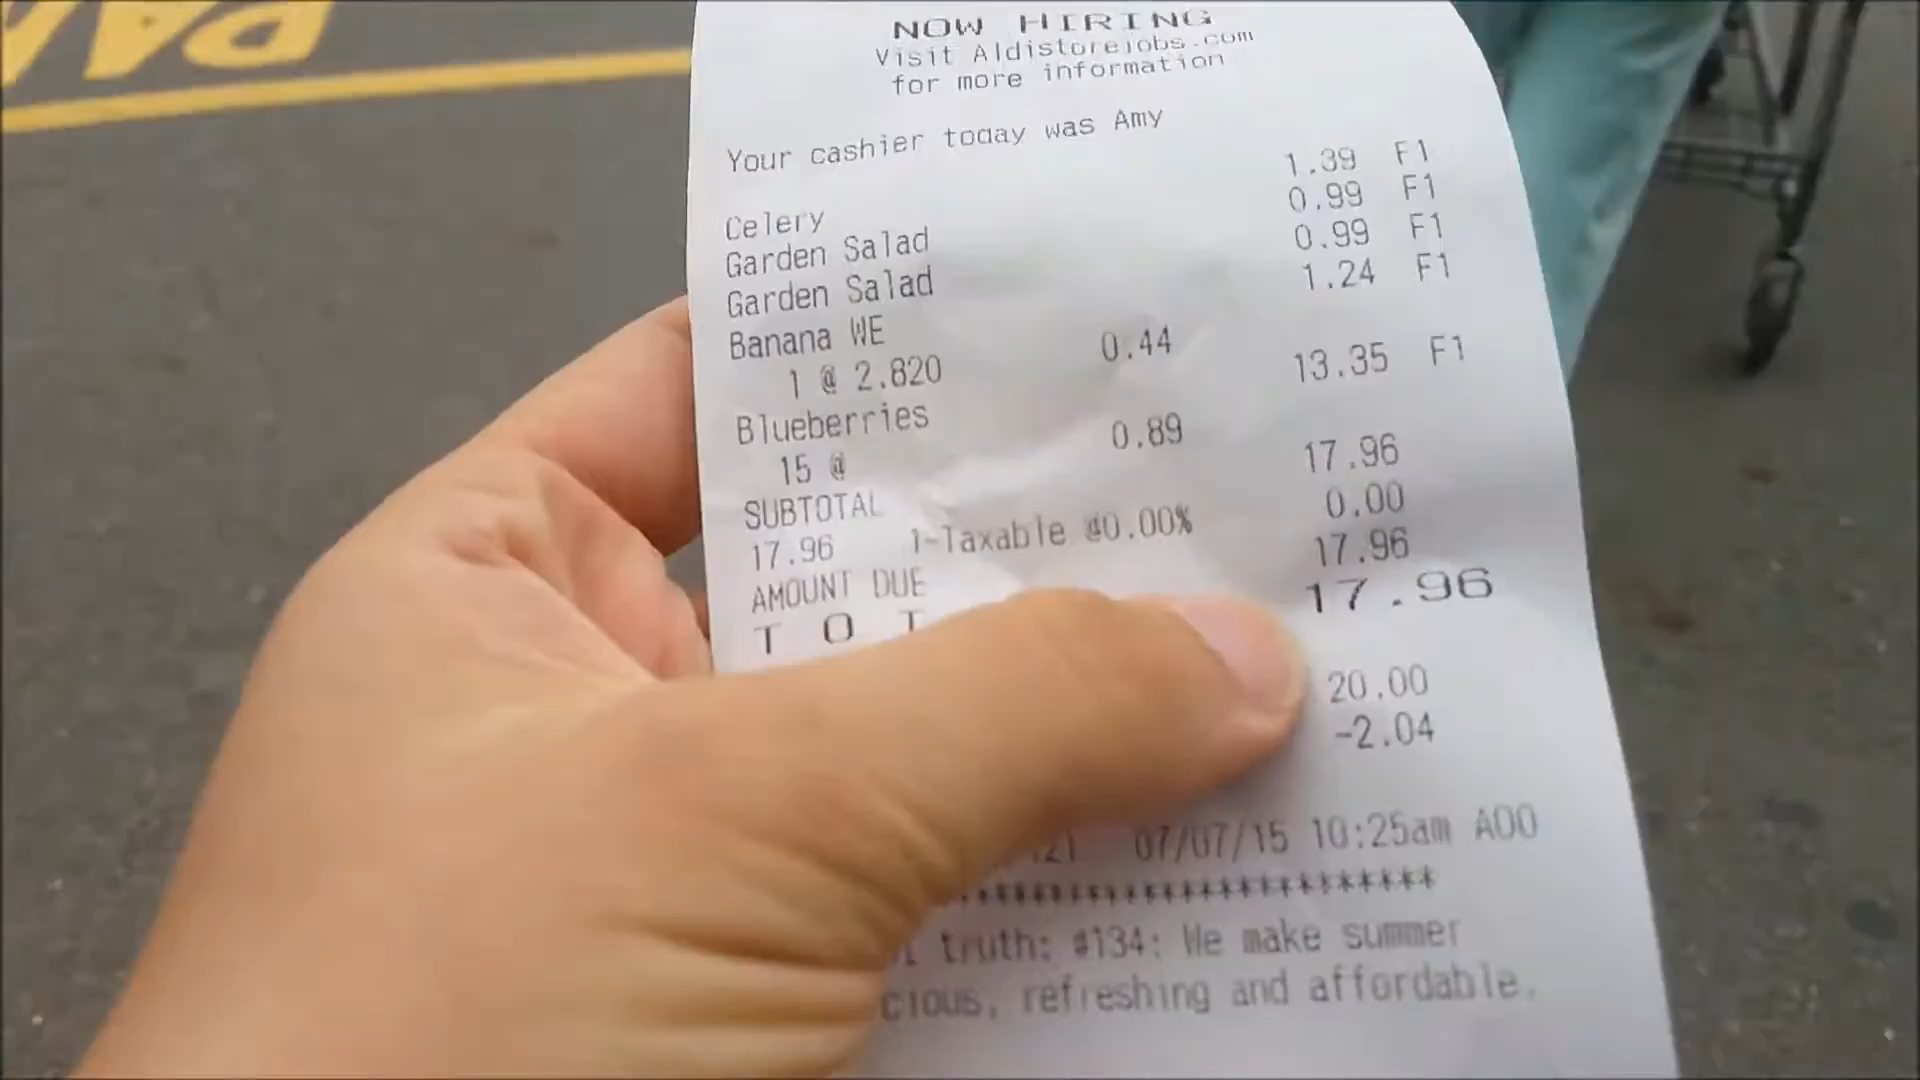 PA
NOW HIRING
Visit Aldistorejobs.com
for more information
Your cashier today was Amy
Celery 1.39 F1
Garden Salad 0.99 F1
Garden Salad 0.99 F1
Banana WE 1.24 F1
1 @ 2.820 0.44
Blueberries 13.35 F1
15 @ 0.89
SUBTOTAL 17.96
17.96 1-Taxable @0.00% 0.00
AMOUNT DUE 17.96
T O T 17.96
20.00
-2.04
07/07/15 10:25am A00
**************************
truth: #134: We make summer
refreshing and affordable.